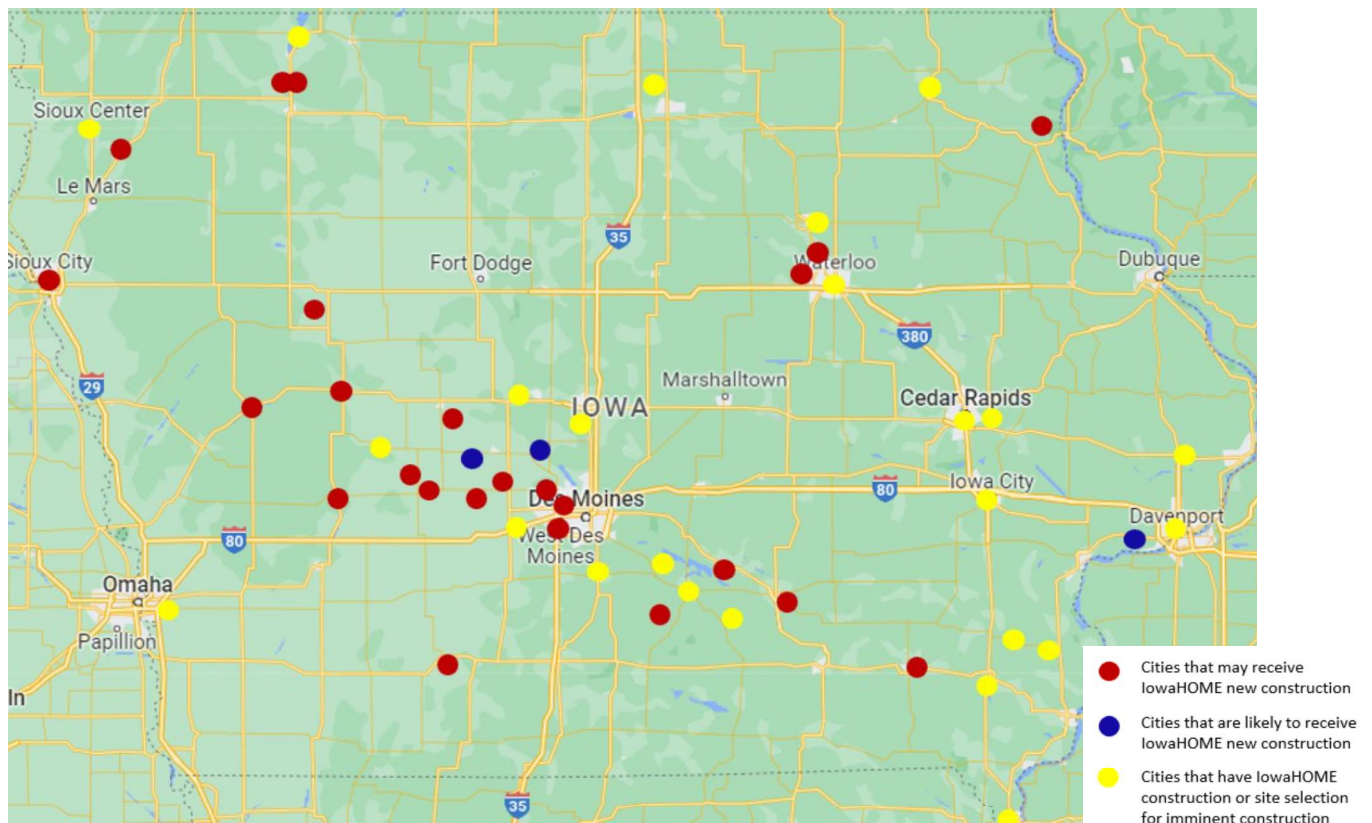 Sioux Center
Le Mars
35
Sioux City
Fort Dodge
Waterloo
Dubuque
380
29
Marshalltown
IOWA
Cedar Rapids
80
Iowa City
Des Moines
Davenport
80
West Des
Moines
Omaha
Papillion
ln
35
Cities that may receive
IowaHOME new construction
Cities that are likely to receive
IowaHOME new construction
Cities that have IowaHOME
construction or site selection
for imminent construction